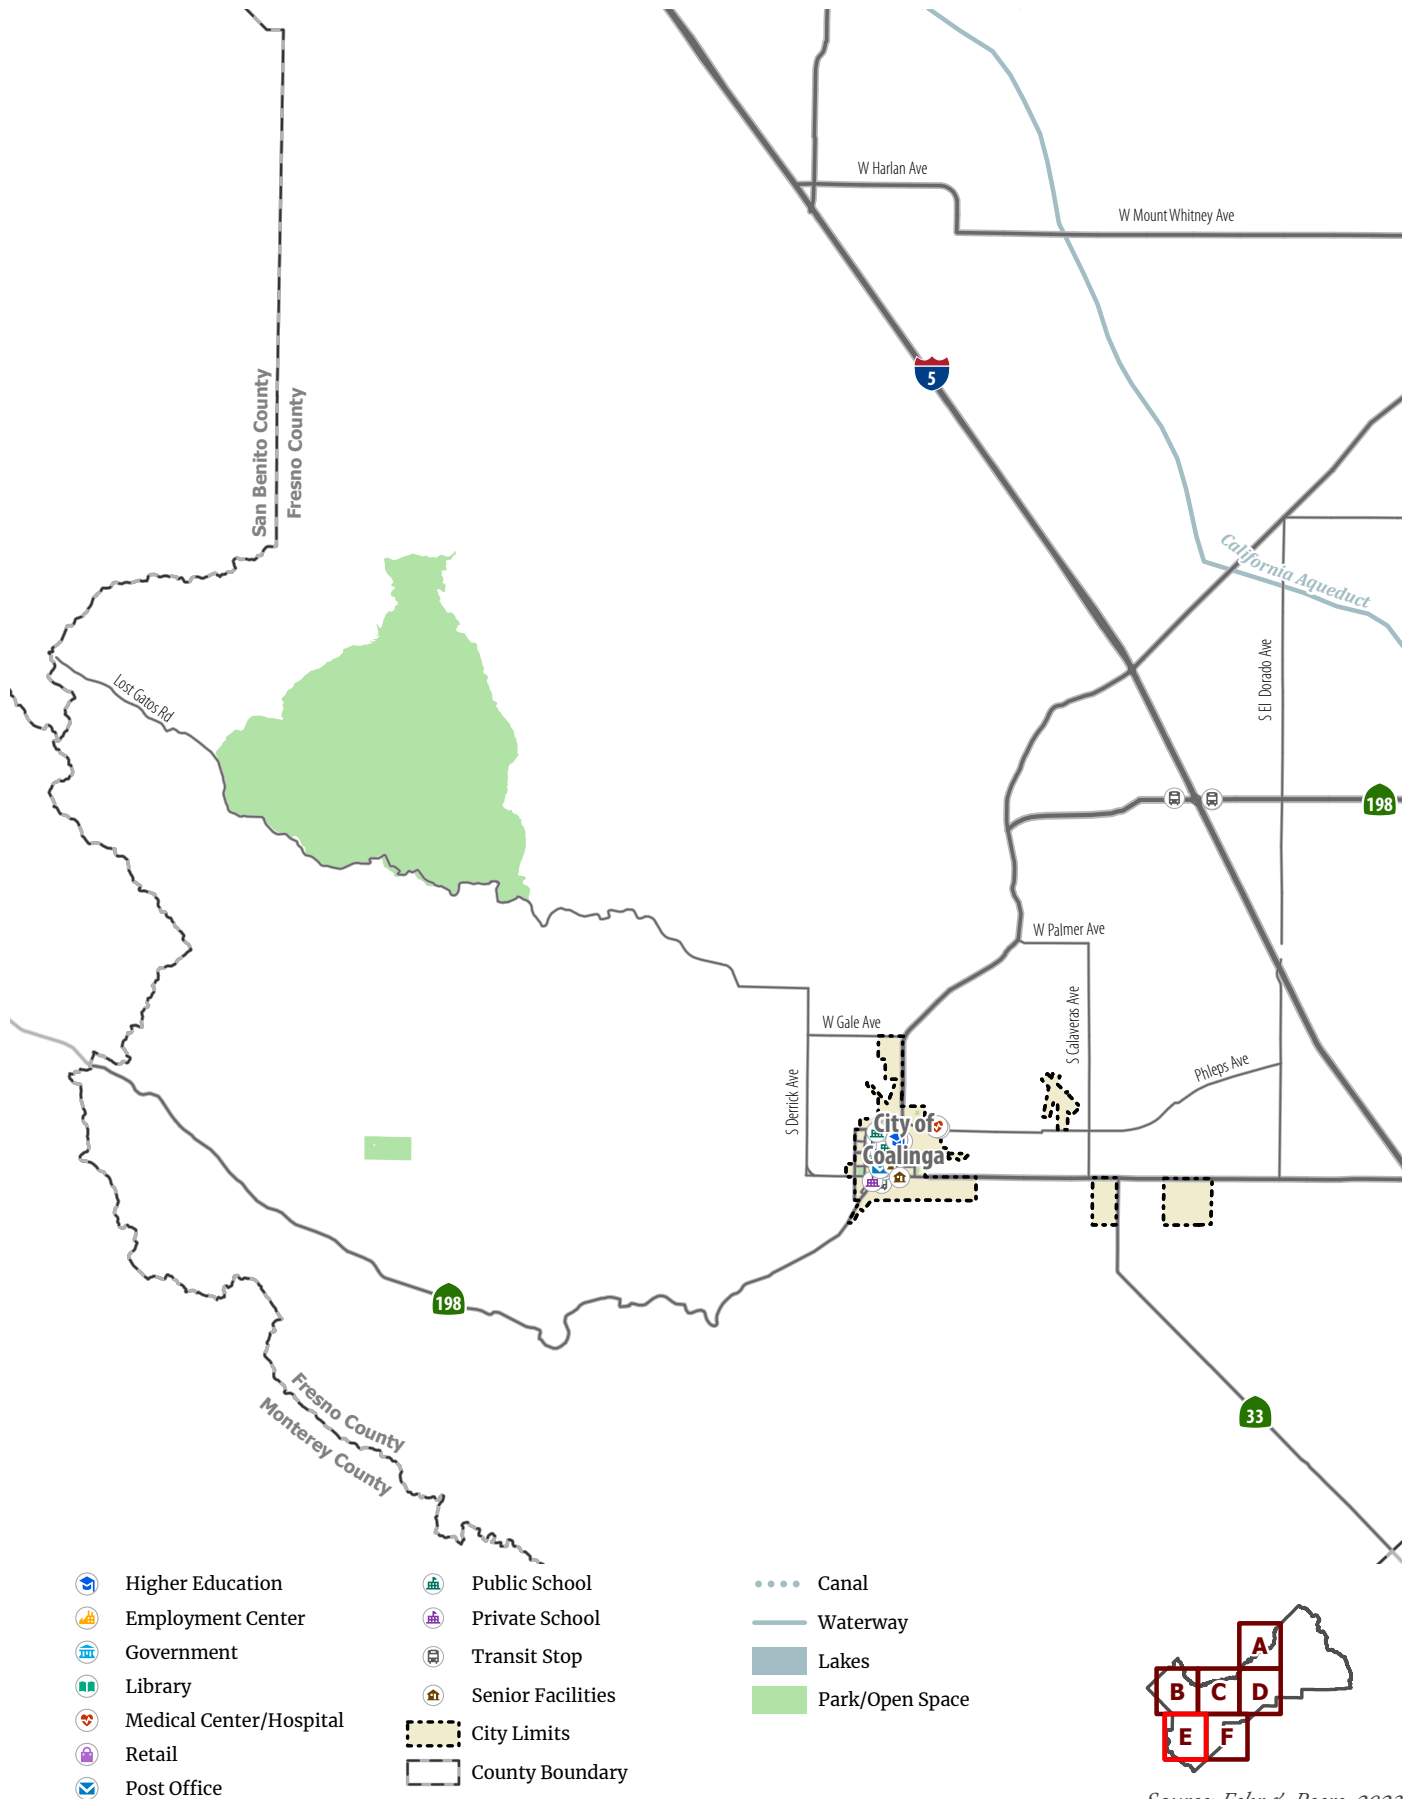 W Harlan Ave
W Mount Whitney Ave
5
San Benito County
Fresno County
California Aqueduct
S El Dorado Ave
Lost Gatos Rd
198
W Palmer Ave
S Calaveras Ave
W Gale Ave
S Derrick Ave
Phleps Ave
City of
Coalinga
198
Fresno County
Monterey County
33
Higher Education
Employment Center
Government
Library
Medical Center/Hospital
Retail
Post Office
Public School
Private School
Transit Stop
Senior Facilities
City Limits
County Boundary
Canal
Waterway
Lakes
Park/Open Space
A
B
C
D
E
F